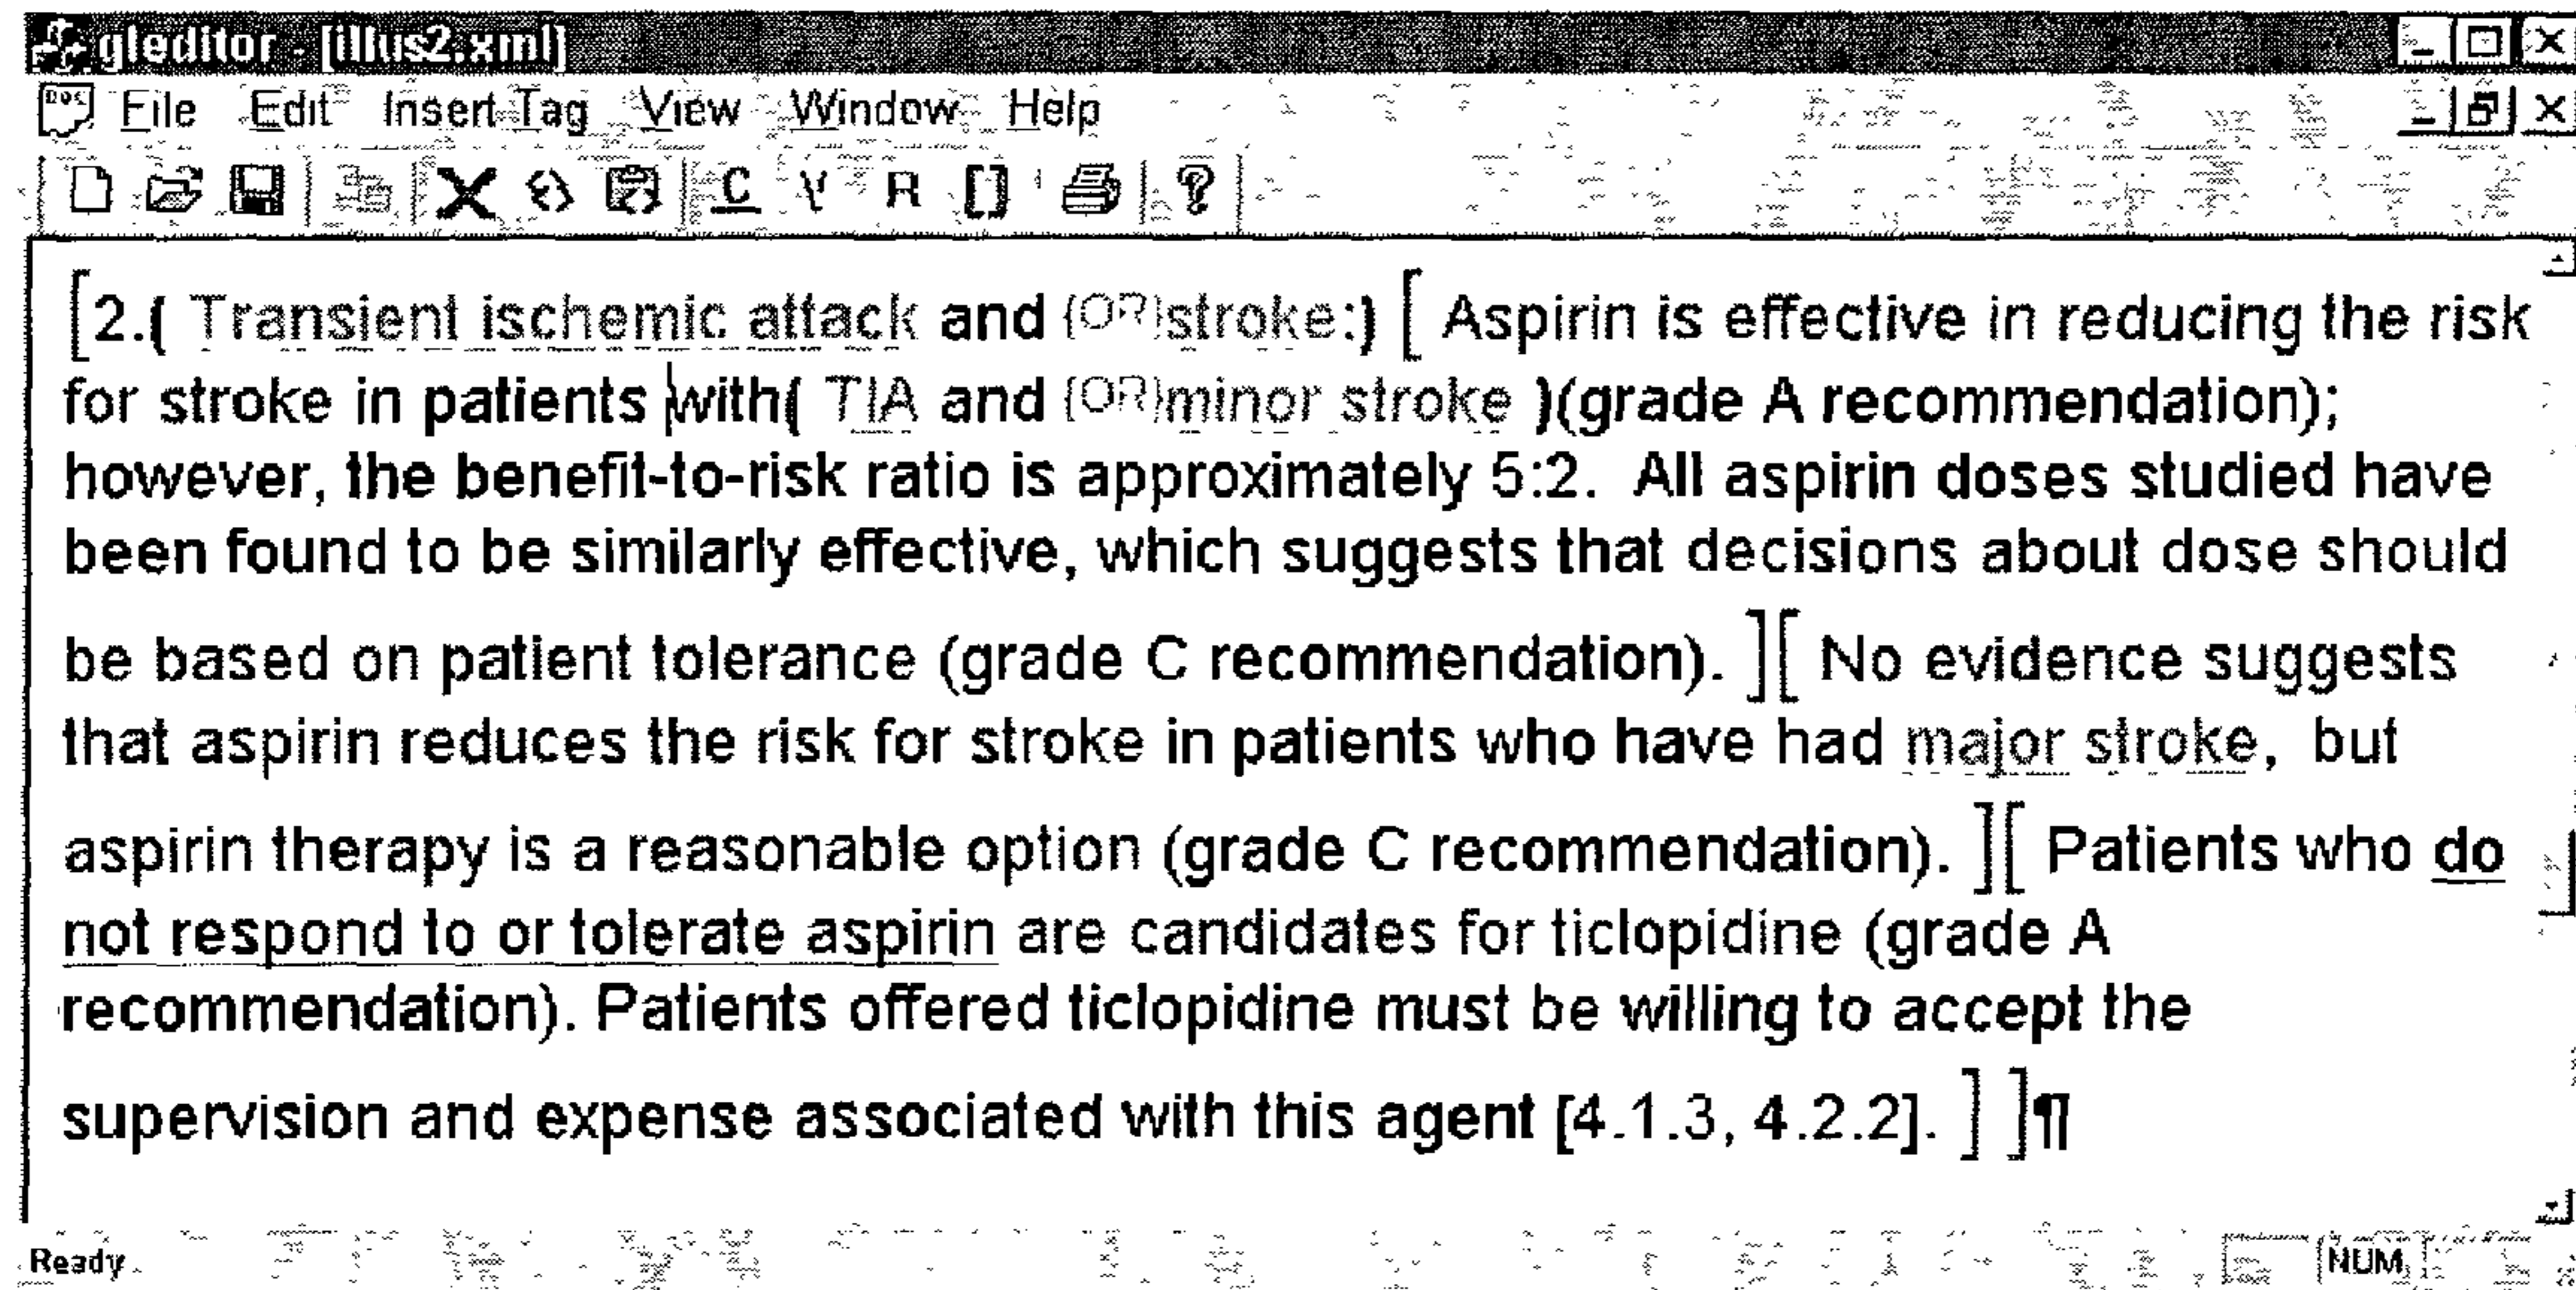 gleditor - [illus2.xml]
File Edit Insert Tag View Window Help
C V R []
[2.( Transient ischemic attack and {OR}stroke:) [ Aspirin is effective in reducing the risk
for stroke in patients with( TIA and {OR}minor stroke )(grade A recommendation);
however, the benefit-to-risk ratio is approximately 5:2. All aspirin doses studied have
been found to be similarly effective, which suggests that decisions about dose should
be based on patient tolerance (grade C recommendation). ][ No evidence suggests
that aspirin reduces the risk for stroke in patients who have had major stroke, but
aspirin therapy is a reasonable option (grade C recommendation). ][ Patients who do
not respond to or tolerate aspirin are candidates for ticlopidine (grade A
recommendation). Patients offered ticlopidine must be willing to accept the
supervision and expense associated with this agent [4.1.3, 4.2.2]. ] ]¶
Ready NUM